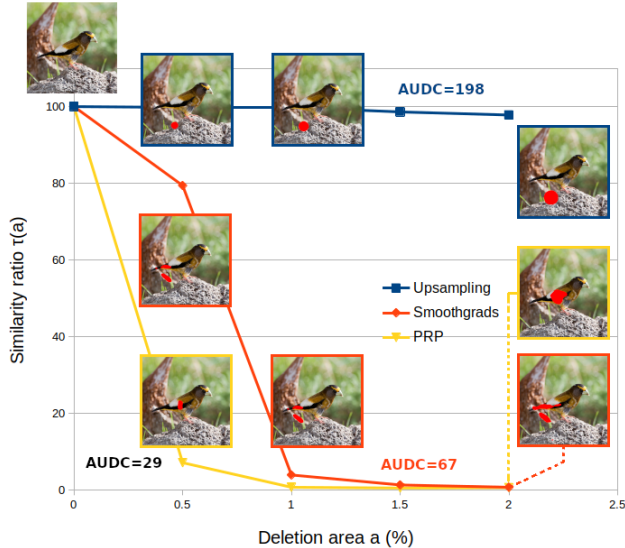 AUDC=198
100
80
60
40
20
0
Similarity ratio τ(a)
Upsampling
Smoothgrads
PRP
AUDC=29
AUDC=67
0
0.5
1
1.5
2
2.5
Deletion area a (%)